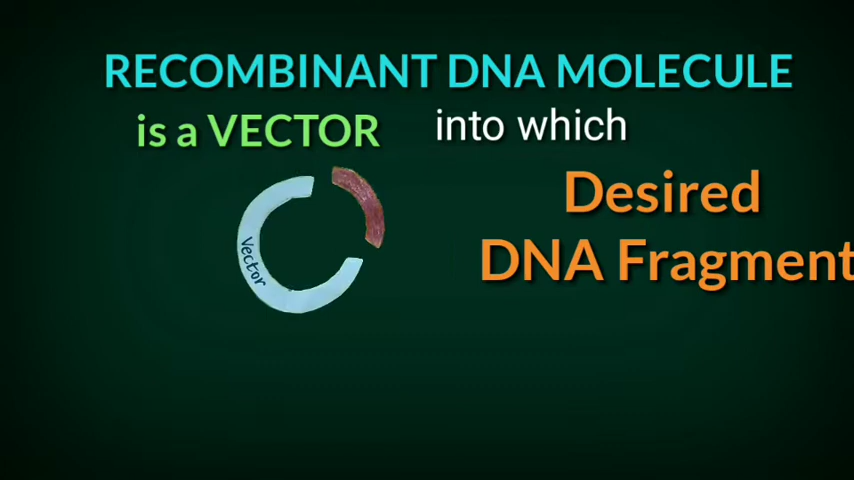 RECOMBINANT DNA MOLECULE
is a VECTOR into which
Desired
DNA Fragment
Vector